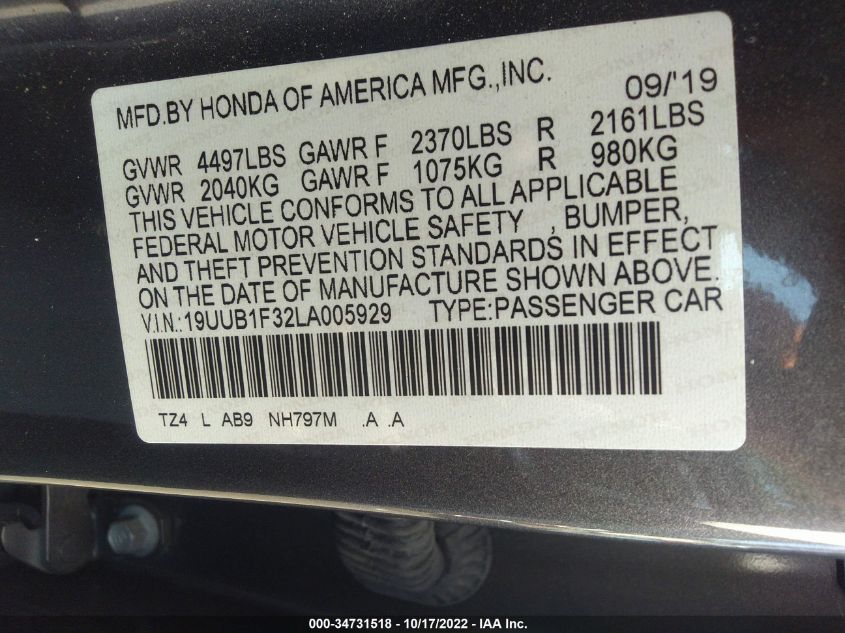 MFD.BY HONDA OF AMERICA MFG.,INC. 09/'19
GVWR 4497LBS GAWR F 2370LBS R 2161LBS
GVWR 2040KG GAWR F 1075KG R 980KG
THIS VEHICLE CONFORMS TO ALL APPLICABLE
FEDERAL MOTOR VEHICLE SAFETY , BUMPER,
AND THEFT PREVENTION STANDARDS IN EFFECT
ON THE DATE OF MANUFACTURE SHOWN ABOVE.
V.I.N.:19UUB1F32LA005929 TYPE:PASSENGER CAR
TZ4 L AB9 NH797M .A .A
000-34731518 - 10/17/2022 - IAA Inc.